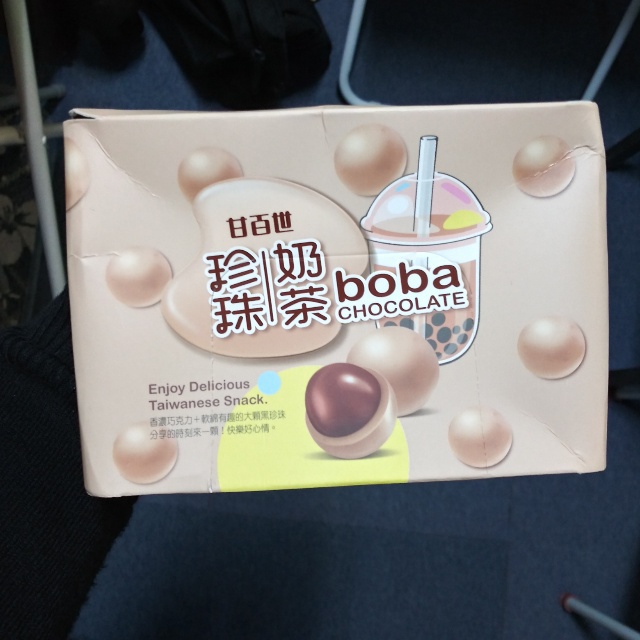 甘百世
珍珠奶茶
boba
CHOCOLATE
Enjoy Delicious
Taiwanese Snack.
香濃巧克力+軟綿有趣的大顆黑珍珠
分享的時刻來一顆!快樂好心情。